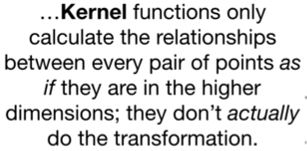 ...Kernel functions only
calculate the relationships
between every pair of points as
if they are in the higher
dimensions; they don't actually
do the transformation.